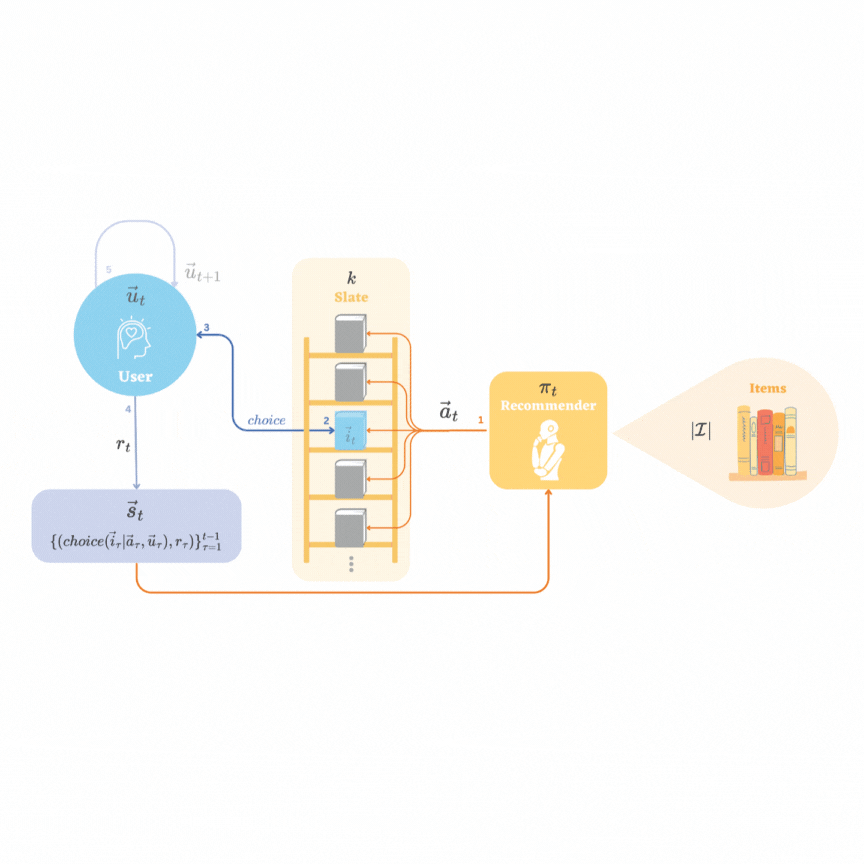 5
$\vec{u}_{t+1}$
$\vec{u}_t$
User
3
4
$r_t$
$\vec{s}_t$
$\{(choice(\vec{i}_\tau|\vec{a}_\tau, \vec{u}_\tau), r_\tau)\}_{\tau=1}^{t-1}$
choice
2
$k$
Slate
$\vec{i}_t$
$\vec{a}_t$
1
$\pi_t$
Recommender
$|\mathcal{I}|$
Items